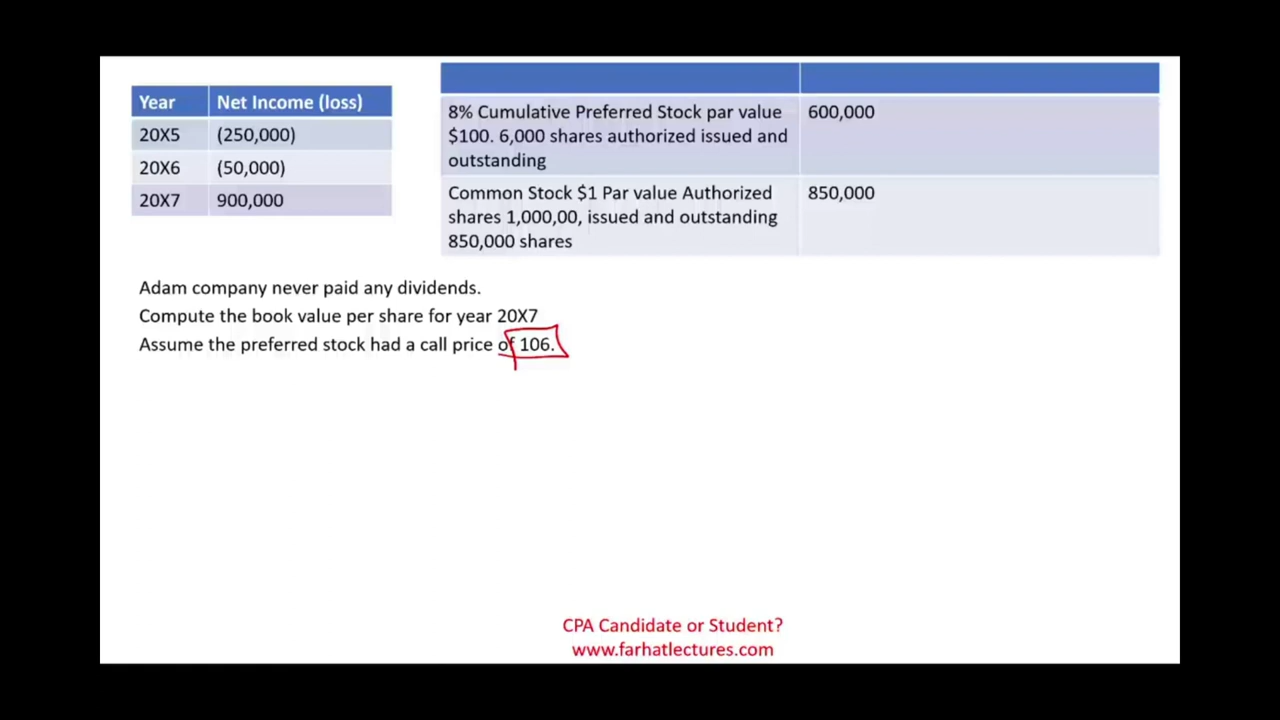 Year Net Income (loss)
20X5 (250,000)
20X6 (50,000)
20X7 900,000
8% Cumulative Preferred Stock par value 600,000
$100. 6,000 shares authorized issued and
outstanding
Common Stock $1 Par value Authorized 850,000
shares 1,000,00, issued and outstanding
850,000 shares
Adam company never paid any dividends.
Compute the book value per share for year 20X7
Assume the preferred stock had a call price of 106.
CPA Candidate or Student?
www.farhatlectures.com